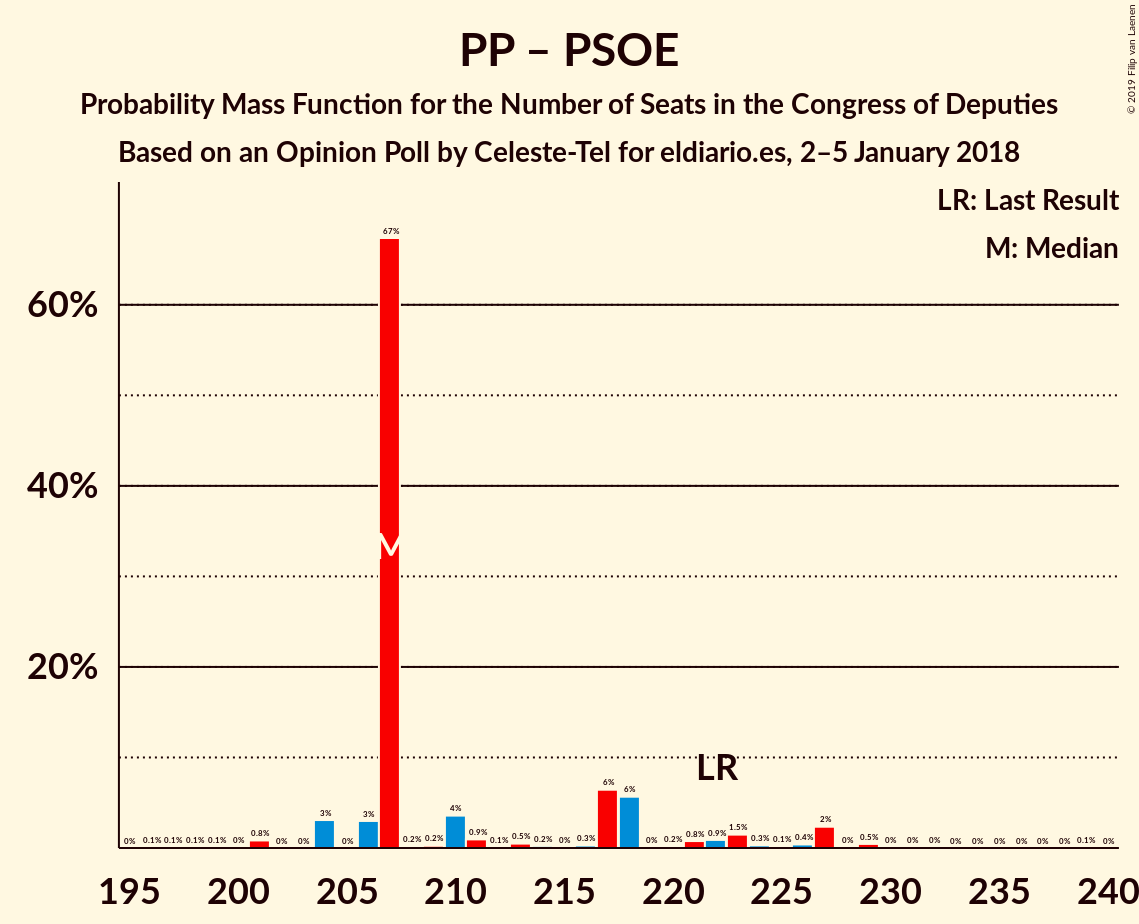 PP – PSOE
Probability Mass Function for the Number of Seats in the Congress of Deputies
Based on an Opinion Poll by Celeste-Tel for eldiario.es, 2–5 January 2018
© 2019 Filip van Laenen
LR: Last Result
M: Median
60%
40%
20%
67%
M
LR
0% 0.1% 0.1% 0.1% 0.1% 0% 0.8% 0% 0% 3% 0% 3% 0.2% 0.2% 4% 0.9% 0.1% 0.5% 0.2% 0% 0.3% 6% 6% 0% 0.2% 0.8% 0.9% 1.5% 0.3% 0.1% 0.4% 2% 0% 0.5% 0% 0% 0% 0% 0% 0% 0% 0% 0% 0.1% 0%
195 200 205 210 215 220 225 230 235 240